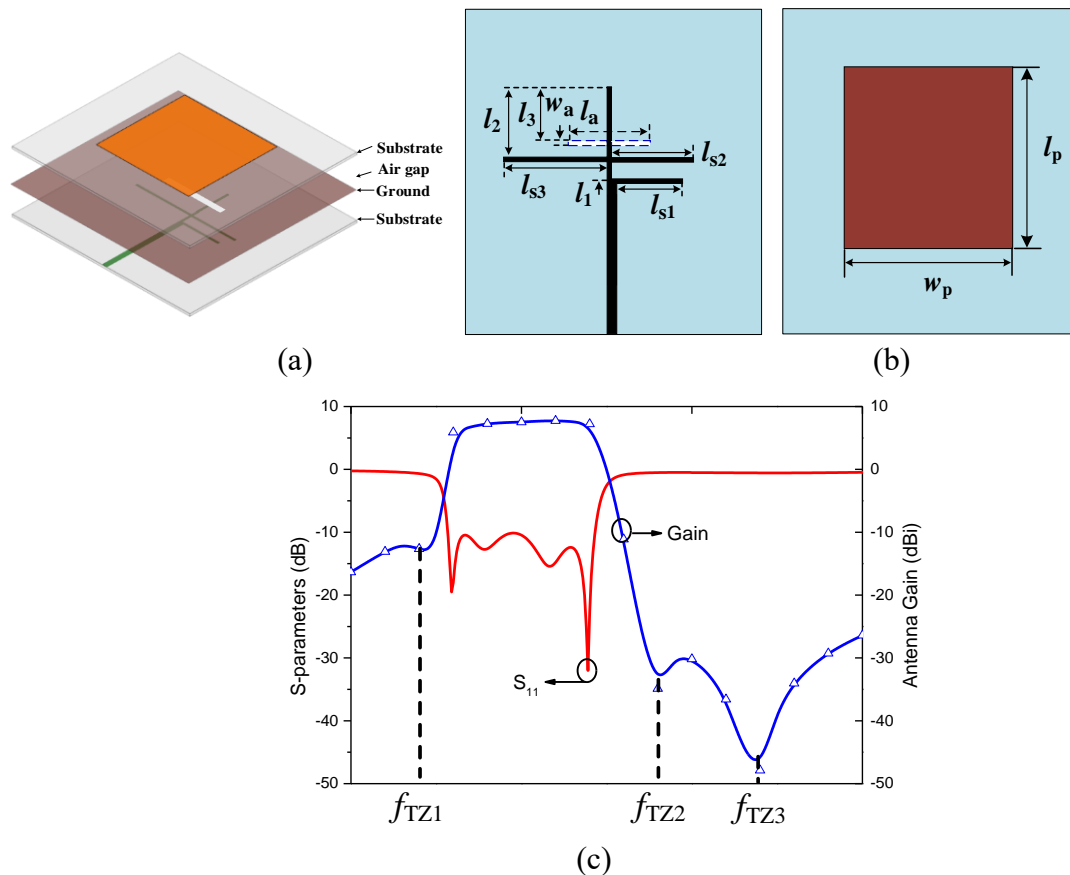 Substrate
Air gap
Ground
Substrate
(a)
l2
l3
wa
la
ls2
ls3
l1
ls1
lp
wp
(b)
10
0
-10
-20
-30
-40
-50
S-parameters (dB)
Gain
S11
10
0
-10
-20
-30
-40
-50
Antenna Gain (dBi)
fTZ1
fTZ2
fTZ3
(c)